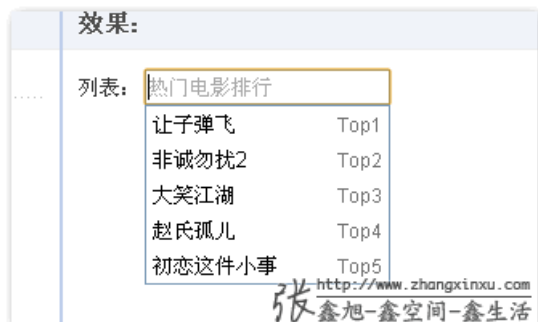 效果:
列表： 热门电影排行
让子弹飞 Top1
非诚勿扰2 Top2
大笑江湖 Top3
赵氏孤儿 Top4
初恋这件小事 Top5
张 http://www.zhangxinxu.com
鑫旭-鑫空间-鑫生活